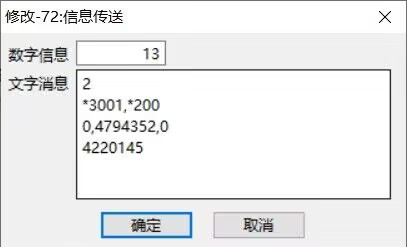 修改-72:信息传送
数字信息 13
文字消息
2
*3001,*200
0,4794352,0
4220145
确定 取消